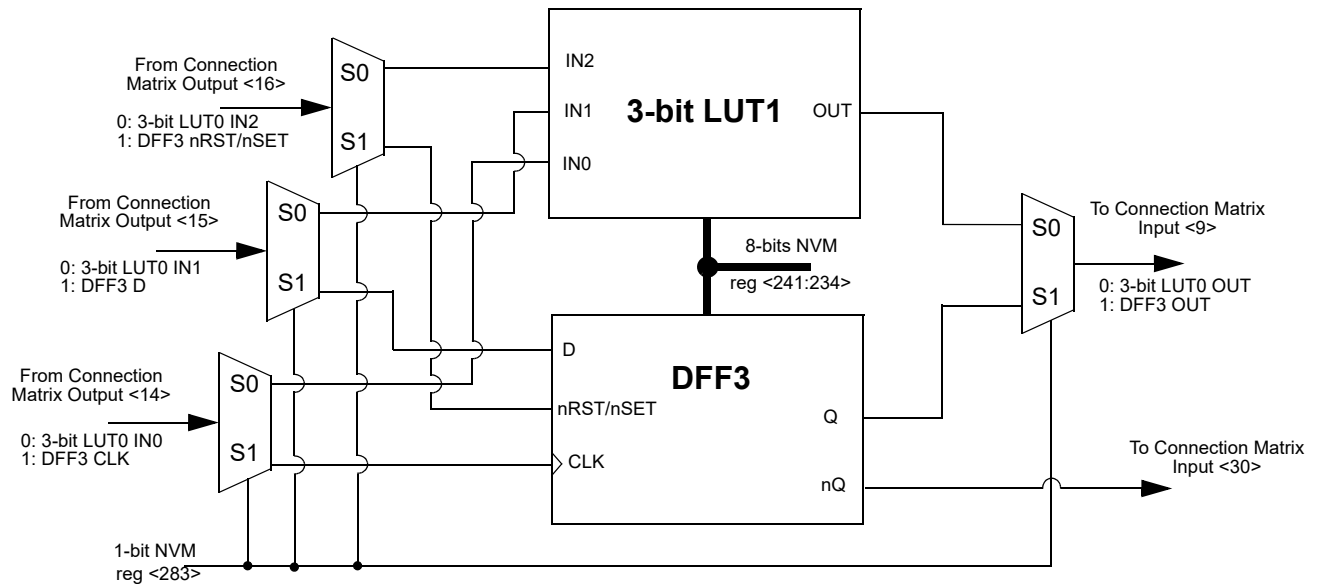 From Connection
Matrix Output <16>
0: 3-bit LUT0 IN2
1: DFF3 nRST/nSET
S0
S1
From Connection
Matrix Output <15>
0: 3-bit LUT0 IN1
1: DFF3 D
S0
S1
From Connection
Matrix Output <14>
0: 3-bit LUT0 IN0
1: DFF3 CLK
S0
S1
1-bit NVM
reg <283>
IN2
IN1
IN0
3-bit LUT1
OUT
8-bits NVM
reg <241:234>
D
nRST/nSET
CLK
DFF3
Q
nQ
S0
S1
To Connection Matrix
Input <9>
0: 3-bit LUT0 OUT
1: DFF3 OUT
To Connection Matrix
Input <30>